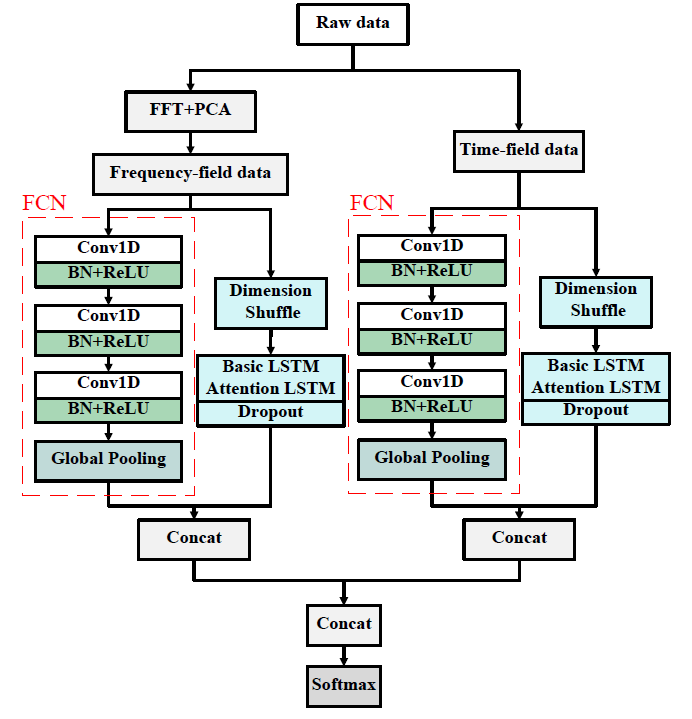 Raw data
FFT+PCA
Frequency-field data
Time-field data
FCN
Conv1D
BN+ReLU
Conv1D
BN+ReLU
Conv1D
BN+ReLU
Global Pooling
Dimension
Shuffle
Basic LSTM
Attention LSTM
Dropout
Concat
FCN
Conv1D
BN+ReLU
Conv1D
BN+ReLU
Conv1D
BN+ReLU
Global Pooling
Dimension
Shuffle
Basic LSTM
Attention LSTM
Dropout
Concat
Concat
Softmax